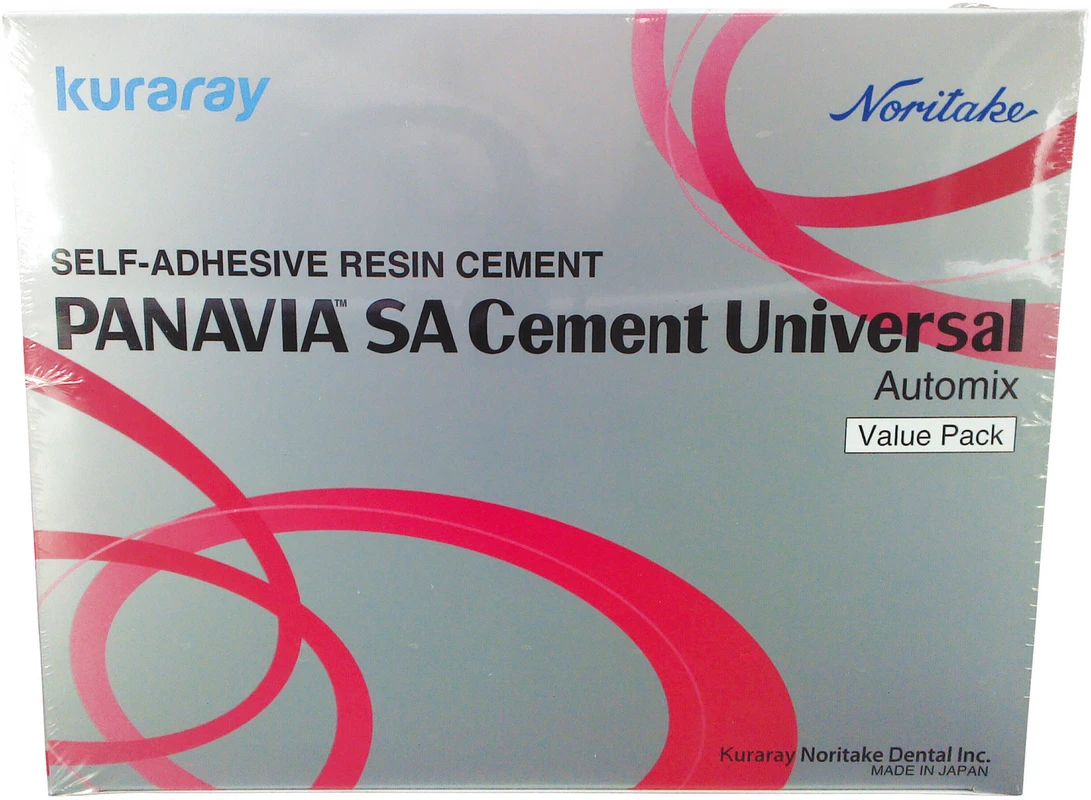 kuraray
Noritake
SELF-ADHESIVE RESIN CEMENT
PANAVIA™ SA Cement Universal
Automix
Value Pack
Kuraray Noritake Dental Inc.
MADE IN JAPAN